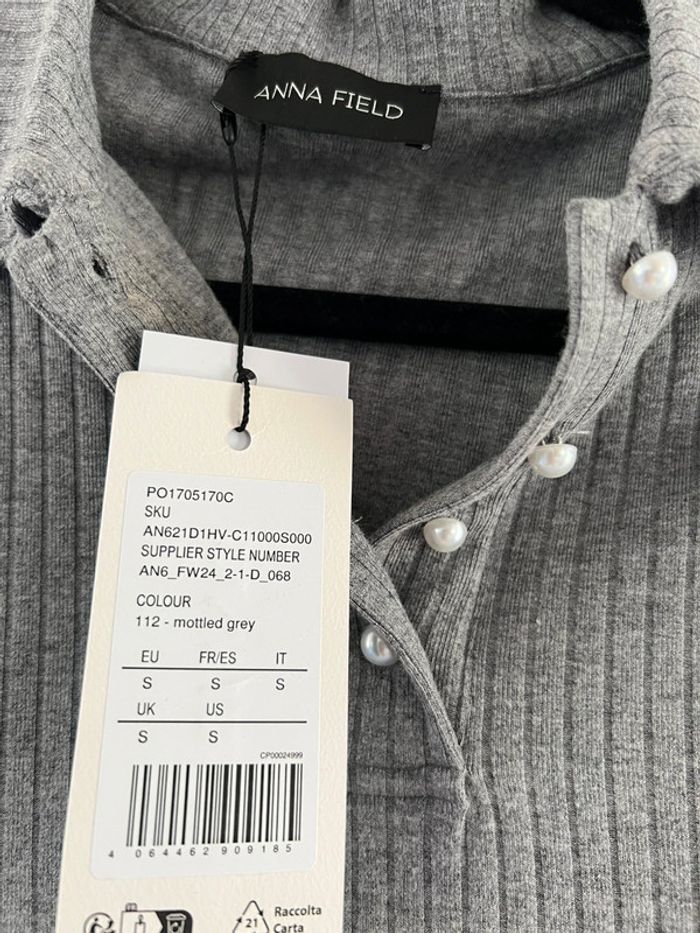 ANNA FIELD
PO1705170C
SKU
AN621D1HV-C11000S000
SUPPLIER STYLE NUMBER
AN6_FW24_2-1-D_068
COLOUR
112 - mottled grey
EU FR/ES IT
S S S
UK US
S S
CP00024999
4 064462 909185
21
Raccolta
Carta